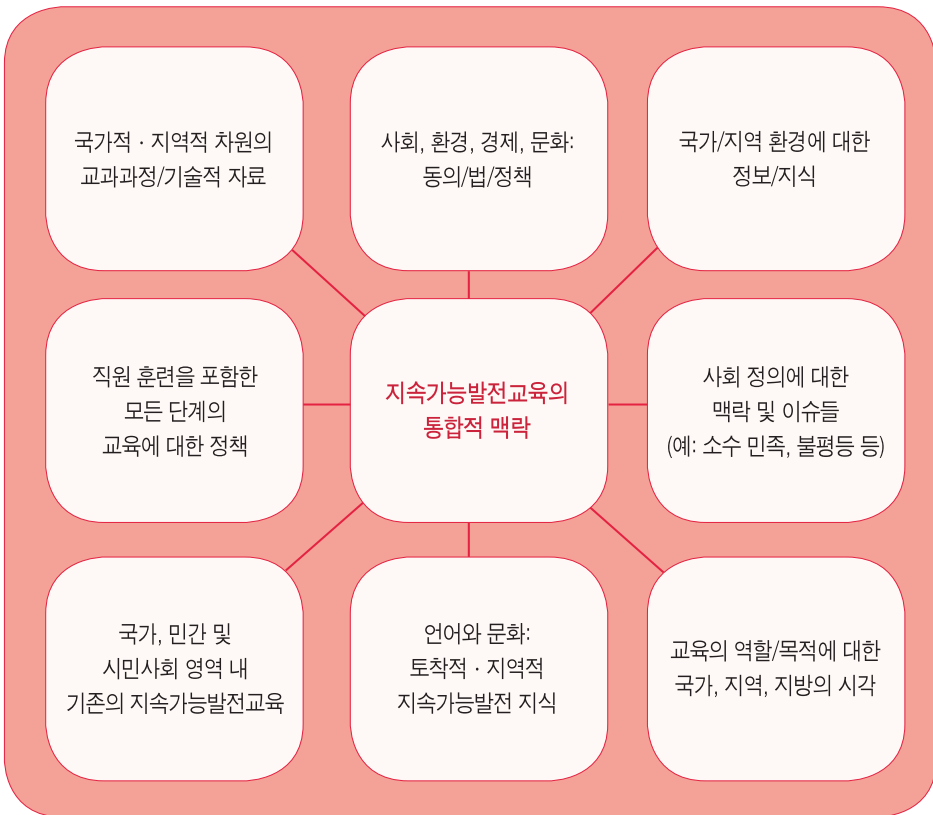 국가적 · 지역적 차원의
교과과정/기술적 자료
사회, 환경, 경제, 문화:
동의/법/정책
국가/지역 환경에 대한
정보/지식
직원 훈련을 포함한
모든 단계의
교육에 대한 정책
지속가능발전교육의
통합적 맥락
사회 정의에 대한
맥락 및 이슈들
(예: 소수 민족, 불평등 등)
국가, 민간 및
시민사회 영역 내
기존의 지속가능발전교육
언어와 문화:
토착적 · 지역적
지속가능발전 지식
교육의 역할/목적에 대한
국가, 지역, 지방의 시각